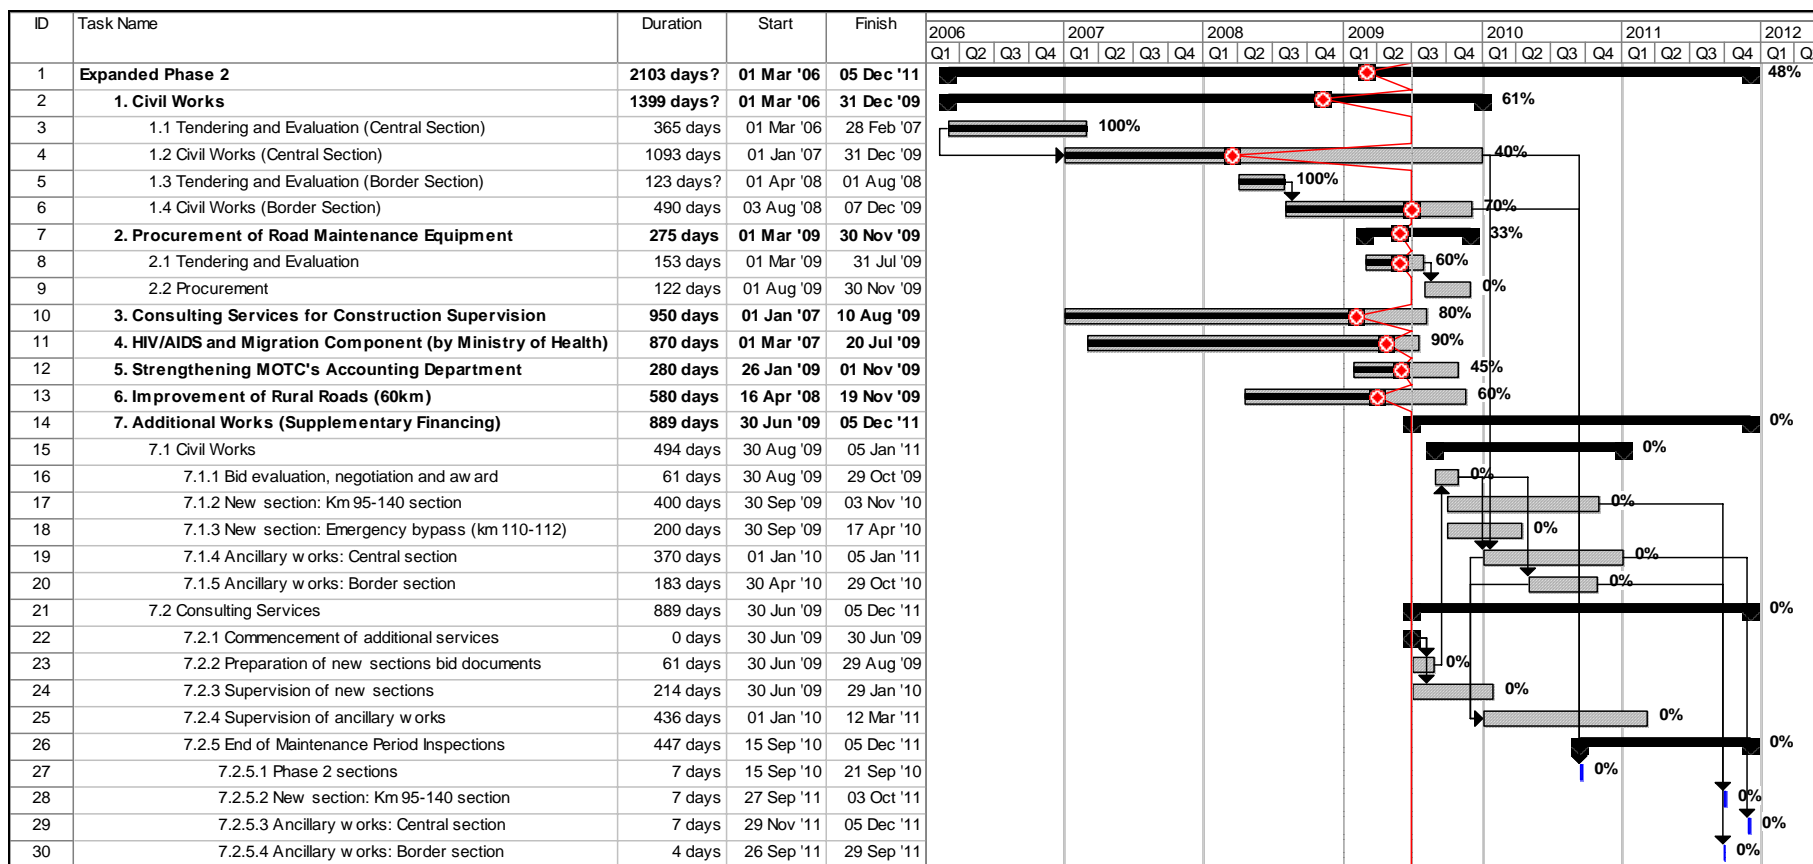 ID Task Name Duration Start Finish 2006 2007 2008 2009 2010 2011 2012
Q1 Q2 Q3 Q4 Q1 Q2 Q3 Q4 Q1 Q2 Q3 Q4 Q1 Q2 Q3 Q4 Q1 Q2 Q3 Q4 Q1 Q2 Q3 Q4 Q1
1 Expanded Phase 2 2103 days? 01 Mar '06 05 Dec '11 48%
2 1. Civil Works 1399 days? 01 Mar '06 31 Dec '09 61%
3 1.1 Tendering and Evaluation (Central Section) 365 days 01 Mar '06 28 Feb '07 100%
4 1.2 Civil Works (Central Section) 1093 days 01 Jan '07 31 Dec '09 40%
5 1.3 Tendering and Evaluation (Border Section) 123 days? 01 Apr '08 01 Aug '08 100%
6 1.4 Civil Works (Border Section) 490 days 03 Aug '08 07 Dec '09 70%
7 2. Procurement of Road Maintenance Equipment 275 days 01 Mar '09 30 Nov '09 33%
8 2.1 Tendering and Evaluation 153 days 01 Mar '09 31 Jul '09 60%
9 2.2 Procurement 122 days 01 Aug '09 30 Nov '09 0%
10 3. Consulting Services for Construction Supervision 950 days 01 Jan '07 10 Aug '09 80%
11 4. HIV/AIDS and Migration Component (by Ministry of Health) 870 days 01 Mar '07 20 Jul '09 90%
12 5. Strengthening MOTC's Accounting Department 280 days 26 Jan '09 01 Nov '09 45%
13 6. Improvement of Rural Roads (60km) 580 days 16 Apr '08 19 Nov '09 60%
14 7. Additional Works (Supplementary Financing) 889 days 30 Jun '09 05 Dec '11 0%
15 7.1 Civil Works 494 days 30 Aug '09 05 Jan '11 0%
16 7.1.1 Bid evaluation, negotiation and award 61 days 30 Aug '09 29 Oct '09 0%
17 7.1.2 New section: Km 95-140 section 400 days 30 Sep '09 03 Nov '10 0%
18 7.1.3 New section: Emergency bypass (km 110-112) 200 days 30 Sep '09 17 Apr '10 0%
19 7.1.4 Ancillary works: Central section 370 days 01 Jan '10 05 Jan '11 0%
20 7.1.5 Ancillary works: Border section 183 days 30 Apr '10 29 Oct '10 0%
21 7.2 Consulting Services 889 days 30 Jun '09 05 Dec '11 0%
22 7.2.1 Commencement of additional services 0 days 30 Jun '09 30 Jun '09
23 7.2.2 Preparation of new sections bid documents 61 days 30 Jun '09 29 Aug '09 0%
24 7.2.3 Supervision of new sections 214 days 30 Jun '09 29 Jan '10 0%
25 7.2.4 Supervision of ancillary works 436 days 01 Jan '10 12 Mar '11 0%
26 7.2.5 End of Maintenance Period Inspections 447 days 15 Sep '10 05 Dec '11 0%
27 7.2.5.1 Phase 2 sections 7 days 15 Sep '10 21 Sep '10 0%
28 7.2.5.2 New section: Km 95-140 section 7 days 27 Sep '11 03 Oct '11 0%
29 7.2.5.3 Ancillary works: Central section 7 days 29 Nov '11 05 Dec '11 0%
30 7.2.5.4 Ancillary works: Border section 4 days 26 Sep '11 29 Sep '11 0%